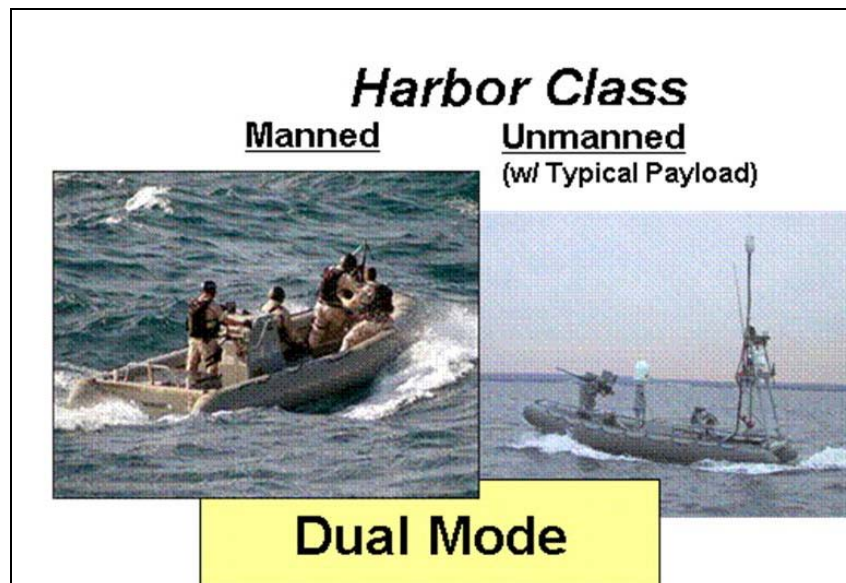 Harbor Class
Manned
Unmanned
(w/ Typical Payload)
Dual Mode